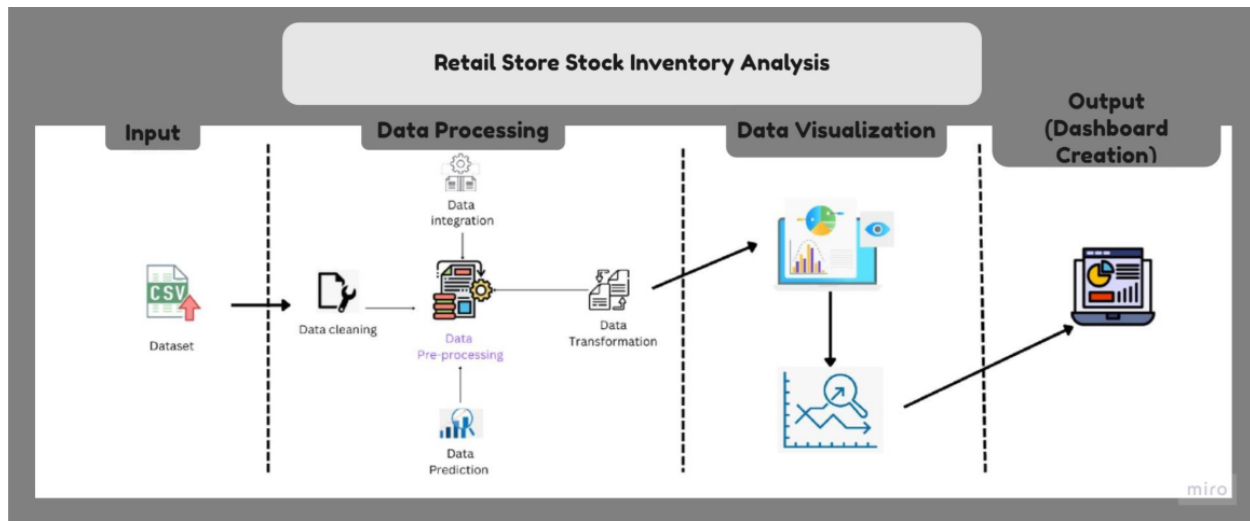 Retail Store Stock Inventory Analysis
Input
Data Processing
Data Visualization
Output
(Dashboard
Creation)
CSV
Dataset
Data cleaning
Data
integration
Data
Pre-processing
Data
Transformation
Data
Prediction
miro